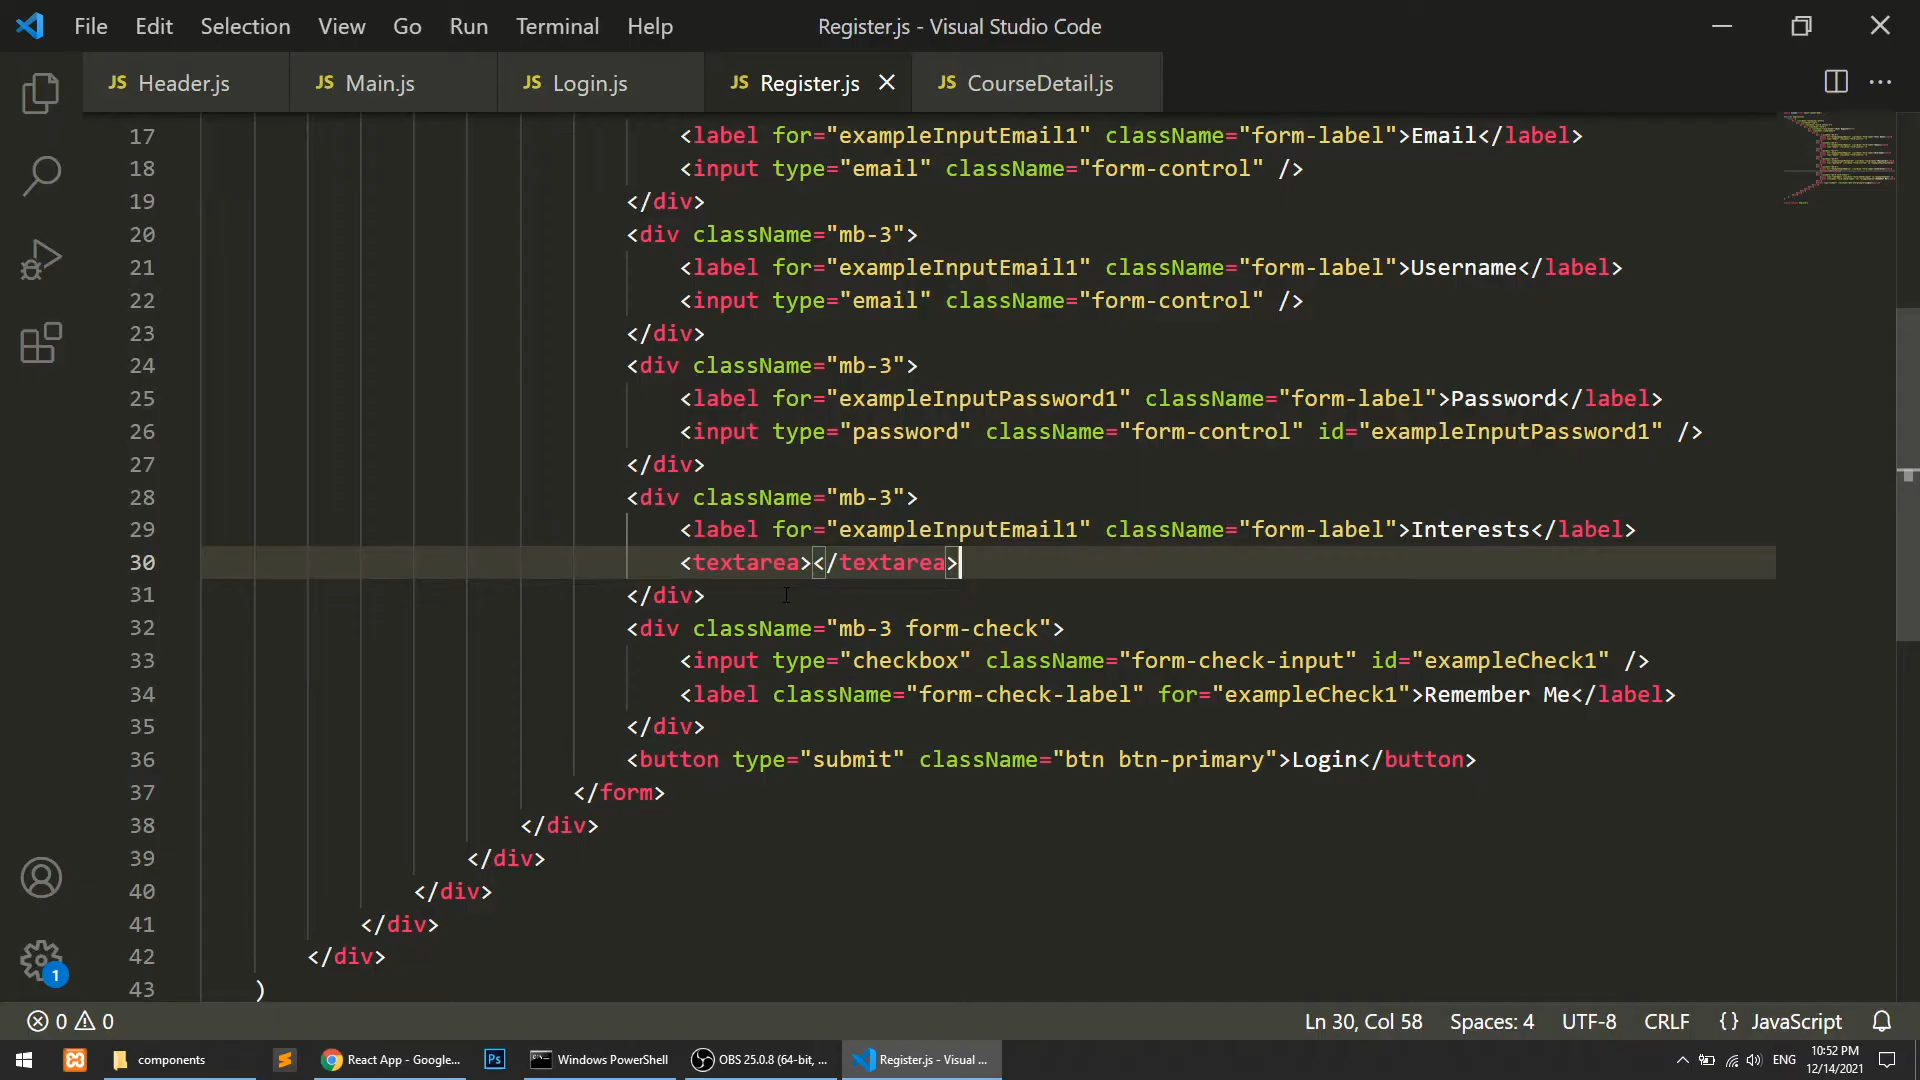 File Edit Selection View Go Run Terminal Help Register.js - Visual Studio Code
JS Header.js JS Main.js JS Login.js JS Register.js JS CourseDetail.js
17 <label for="exampleInputEmail1" className="form-label">Email</label>
18 <input type="email" className="form-control" />
19 </div>
20 <div className="mb-3">
21 <label for="exampleInputEmail1" className="form-label">Username</label>
22 <input type="email" className="form-control" />
23 </div>
24 <div className="mb-3">
25 <label for="exampleInputPassword1" className="form-label">Password</label>
26 <input type="password" className="form-control" id="exampleInputPassword1" />
27 </div>
28 <div className="mb-3">
29 <label for="exampleInputEmail1" className="form-label">Interests</label>
30 <textarea></textarea>
31 </div>
32 <div className="mb-3 form-check">
33 <input type="checkbox" className="form-check-input" id="exampleCheck1" />
34 <label className="form-check-label" for="exampleCheck1">Remember Me</label>
35 </div>
36 <button type="submit" className="btn btn-primary">Login</button>
37 </form>
38 </div>
39 </div>
40 </div>
41 </div>
42 </div>
43 )
1
0 0 Ln 30, Col 58 Spaces: 4 UTF-8 CRLF {} JavaScript
components React App - Google... Ps Windows PowerShell OBS 25.0.8 (64-bit, ... Register.js - Visual ... ENG 10:52 PM
12/14/2021